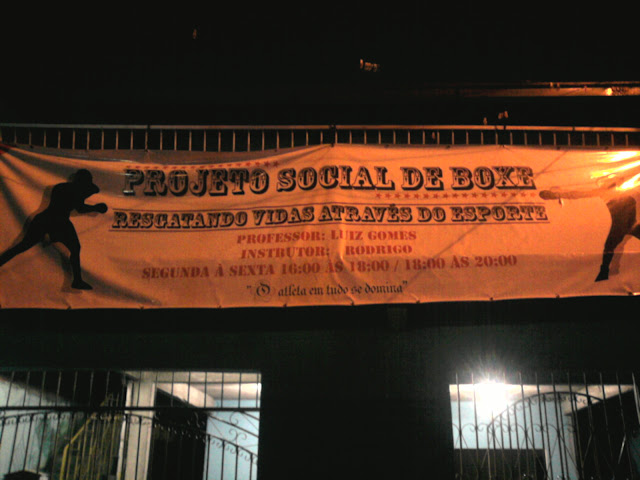 PROJETO SOCIAL DE BOXE
RESGATANDO VIDAS ATRAVÉS DO ESPORTE
PROFESSOR: LUIZ GOMES
INSTRUTOR: RODRIGO
SEGUNDA À SEXTA 16:00 ÀS 18:00 / 18:00 ÀS 20:00
" O atleta em tudo se domina"